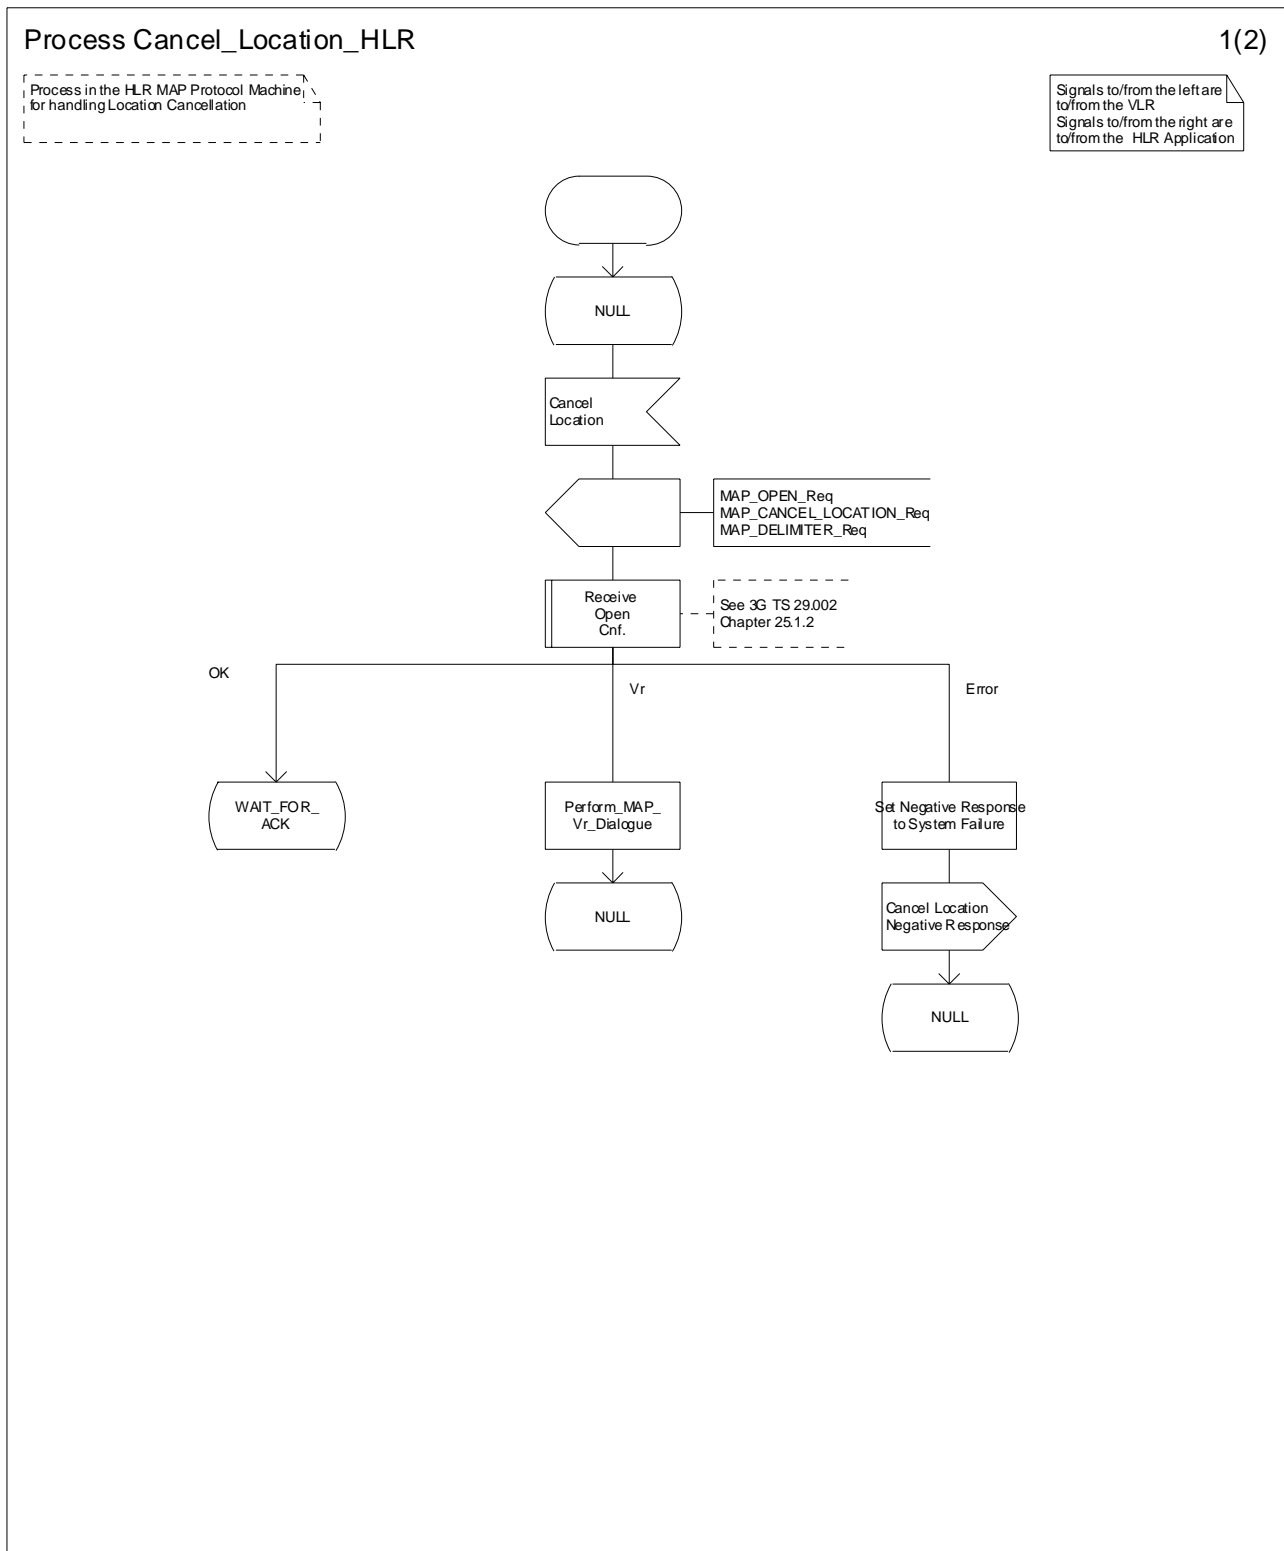 Process Cancel_Location_HLR
1(2)
Process in the HLR MAP Protocol Machine
for handling Location Cancellation
Signals to/from the left are
to/from the VLR
Signals to/from the right are
to/from the HLR Application
NULL
Cancel
Location
MAP_OPEN_Req
MAP_CANCEL_LOCATION_Req
MAP_DELIMITER_Req
Receive
Open
Cnf.
See 3G TS 29.002
Chapter 25.1.2
OK
Vr
Error
WAIT_FOR_
ACK
Perform_MAP_
Vr_Dialogue
Set Negative Response
to System Failure
NULL
Cancel Location
Negative Response
NULL